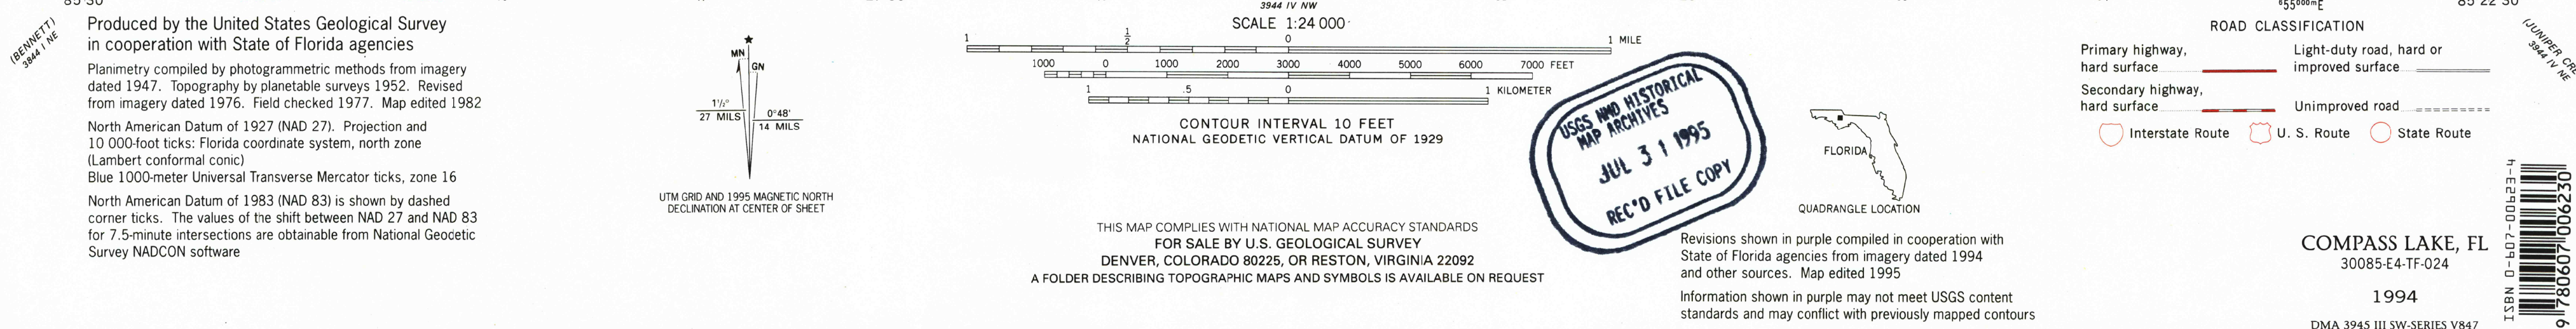 85°30'
(BENNETT)
3844 I NE
Produced by the United States Geological Survey
in cooperation with State of Florida agencies
Planimetry compiled by photogrammetric methods from imagery
dated 1947. Topography by planetable surveys 1952. Revised
from imagery dated 1976. Field checked 1977. Map edited 1982
North American Datum of 1927 (NAD 27). Projection and
10 000-foot ticks: Florida coordinate system, north zone
(Lambert conformal conic)
Blue 1000-meter Universal Transverse Mercator ticks, zone 16
North American Datum of 1983 (NAD 83) is shown by dashed
corner ticks. The values of the shift between NAD 27 and NAD 83
for 7.5-minute intersections are obtainable from National Geodetic
Survey NADCON software
MN
GN
1½°
27 MILS
0°48'
14 MILS
UTM GRID AND 1995 MAGNETIC NORTH
DECLINATION AT CENTER OF SHEET
3944 IV NW
SCALE 1:24 000
1 ½ 0 1 MILE
1000 0 1000 2000 3000 4000 5000 6000 7000 FEET
1 .5 0 1 KILOMETER
CONTOUR INTERVAL 10 FEET
NATIONAL GEODETIC VERTICAL DATUM OF 1929
THIS MAP COMPLIES WITH NATIONAL MAP ACCURACY STANDARDS
FOR SALE BY U.S. GEOLOGICAL SURVEY
DENVER, COLORADO 80225, OR RESTON, VIRGINIA 22092
A FOLDER DESCRIBING TOPOGRAPHIC MAPS AND SYMBOLS IS AVAILABLE ON REQUEST
USGS NMD HISTORICAL
MAP ARCHIVES
JUL 31 1995
REC'D FILE COPY
FLORIDA
QUADRANGLE LOCATION
Revisions shown in purple compiled in cooperation with
State of Florida agencies from imagery dated 1994
and other sources. Map edited 1995
Information shown in purple may not meet USGS content
standards and may conflict with previously mapped contours
⁶55⁰⁰⁰ᵐE
85°22'30"
(JUNIPER
3944 IV NE
ROAD CLASSIFICATION
Primary highway,
hard surface
Light-duty road, hard or
improved surface
Secondary highway,
hard surface
Unimproved road
Interstate Route
U. S. Route
State Route
COMPASS LAKE, FL
30085-E4-TF-024
1994
DMA 3945 III SW-SERIES V847
ISBN 0-607-00623-4
9 780607 006230